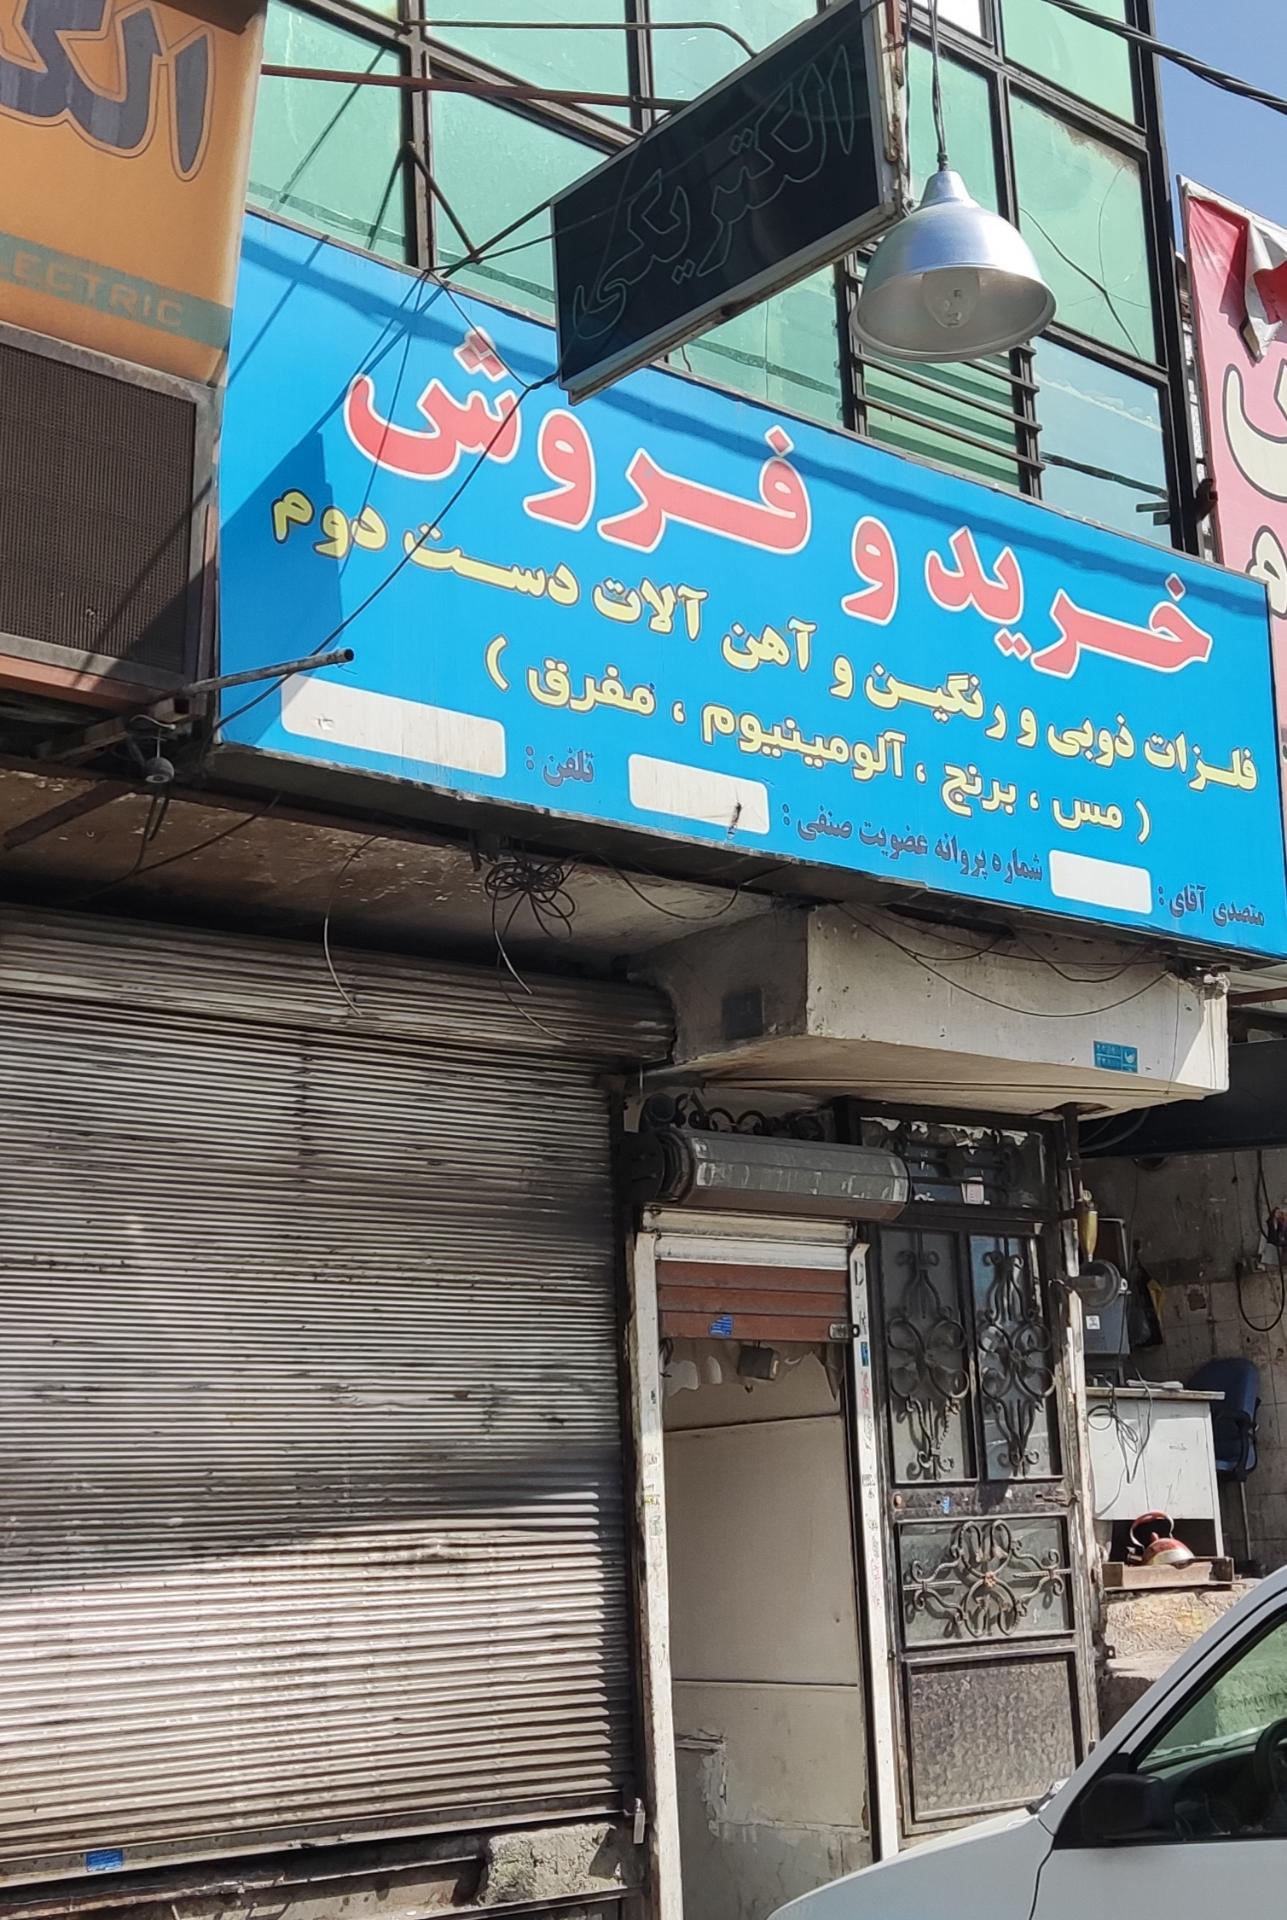 الکتریکی
ECTRIC
خرید و فروش
فلزات ذوبی و رنگین و آهن آلات دست دوم
( مس ، برنج ، آلومینیوم ، مفرق )
متصدی آقای : شماره پروانه عضویت صنفی : تلفن :